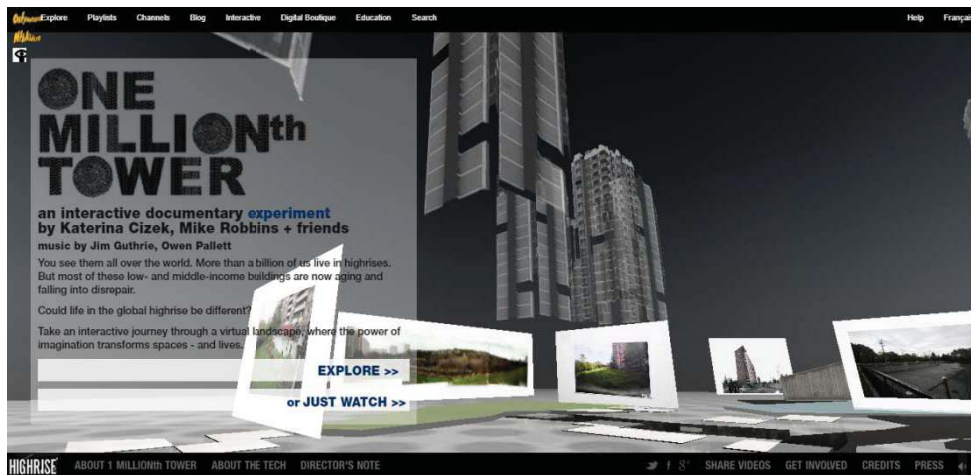 Explore Playlists Channels Blog Interactive Digital Boutique Education Search Help Françai
ONE
MILLIONth
TOWER
an interactive documentary experiment
by Katerina Cizek, Mike Robbins + friends
music by Jim Guthrie, Owen Pallett
You see them all over the world. More than a billion of us live in highrises.
But most of these low- and middle-income buildings are now aging and
falling into disrepair.
Could life in the global highrise be different?
Take an interactive journey through a virtual landscape, where the power of
imagination transforms spaces - and lives.
EXPLORE >>
or JUST WATCH >>
HIGHRISE ABOUT 1 MILLIONth TOWER ABOUT THE TECH DIRECTOR'S NOTE f g+ SHARE VIDEOS GET INVOLVED CREDITS PRESS